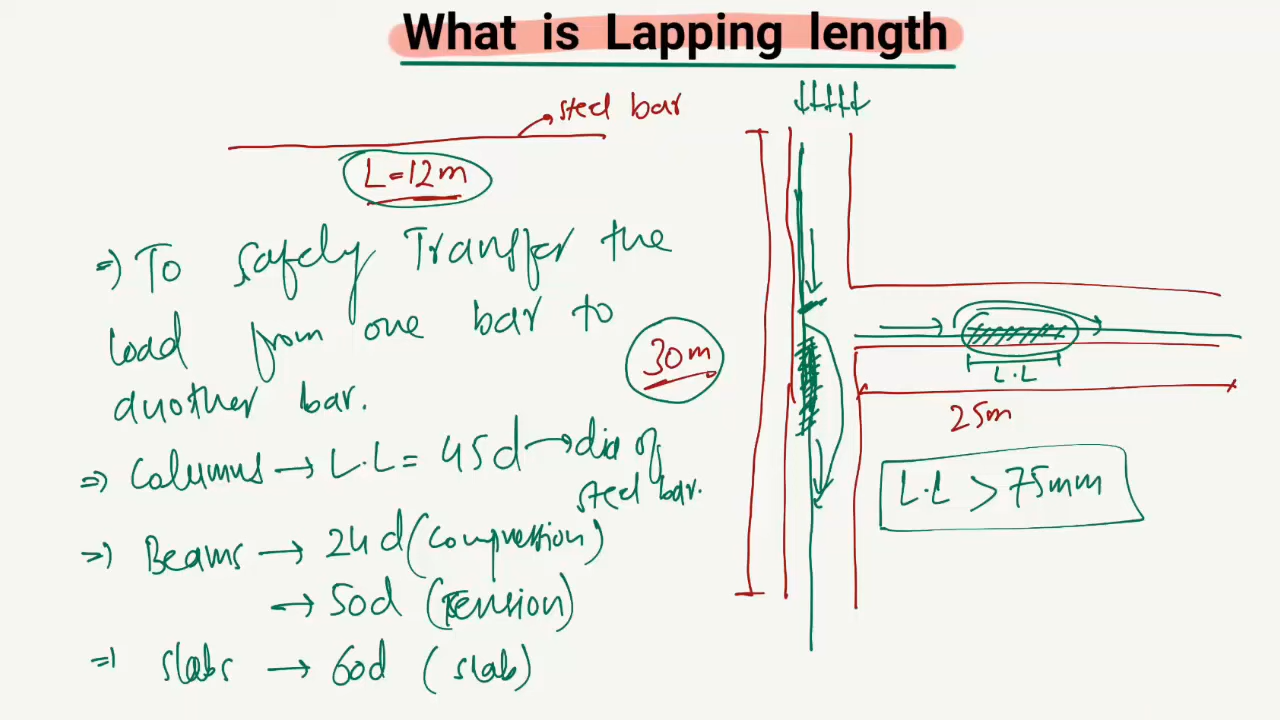 What is Lapping length
steel bar
L=12m
=> To safely Transfer the
load from one bar to
another bar.
=> Columns → L.L = 45d → dia of
steel bar.
=> Beams → 24d (Compression)
→ 50d (Tension)
=> Slabs → 60d (slab)
30m
L.L
25m
L.L > 75mm